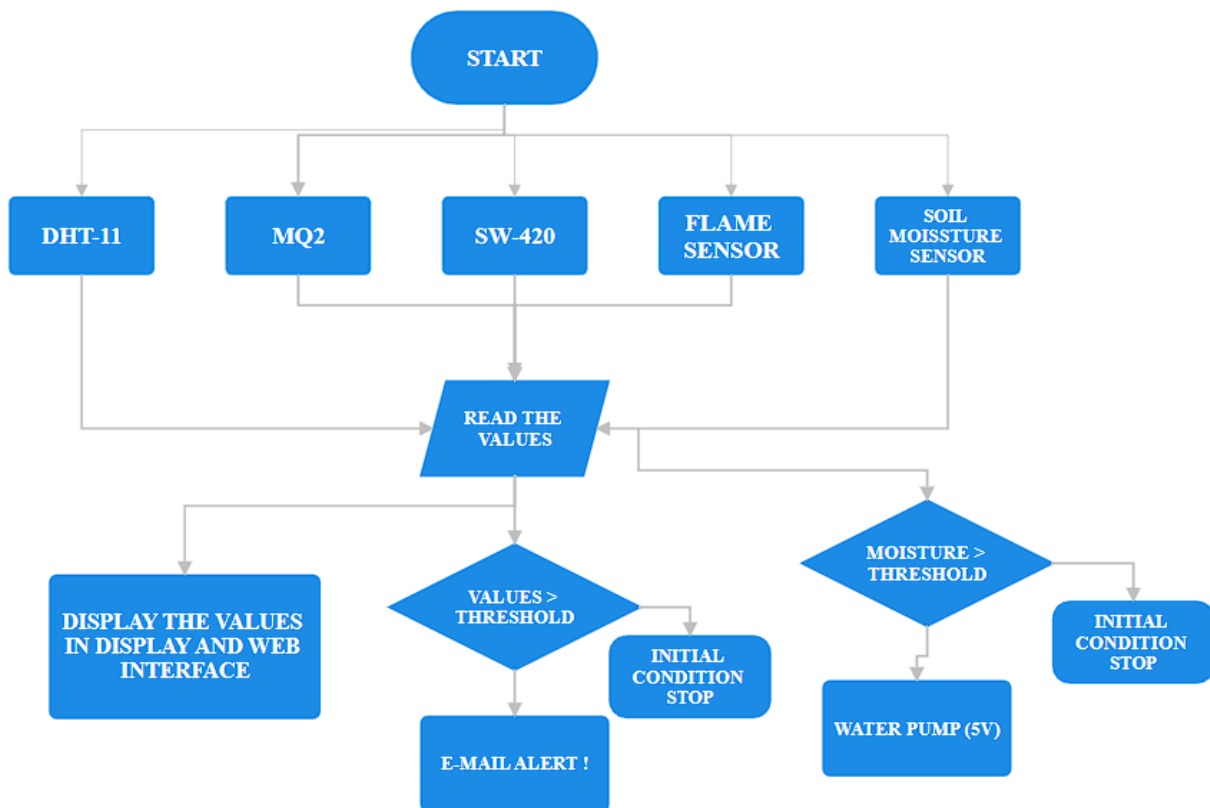 START
DHT-11
MQ2
SW-420
FLAME
SENSOR
SOIL
MOISSTURE
SENSOR
READ THE
VALUES
MOISTURE >
THRESHOLD
VALUES >
THRESHOLD
DISPLAY THE VALUES
IN DISPLAY AND WEB
INTERFACE
INITIAL
CONDITION
STOP
INITIAL
CONDITION
STOP
WATER PUMP (5V)
E-MAIL ALERT !